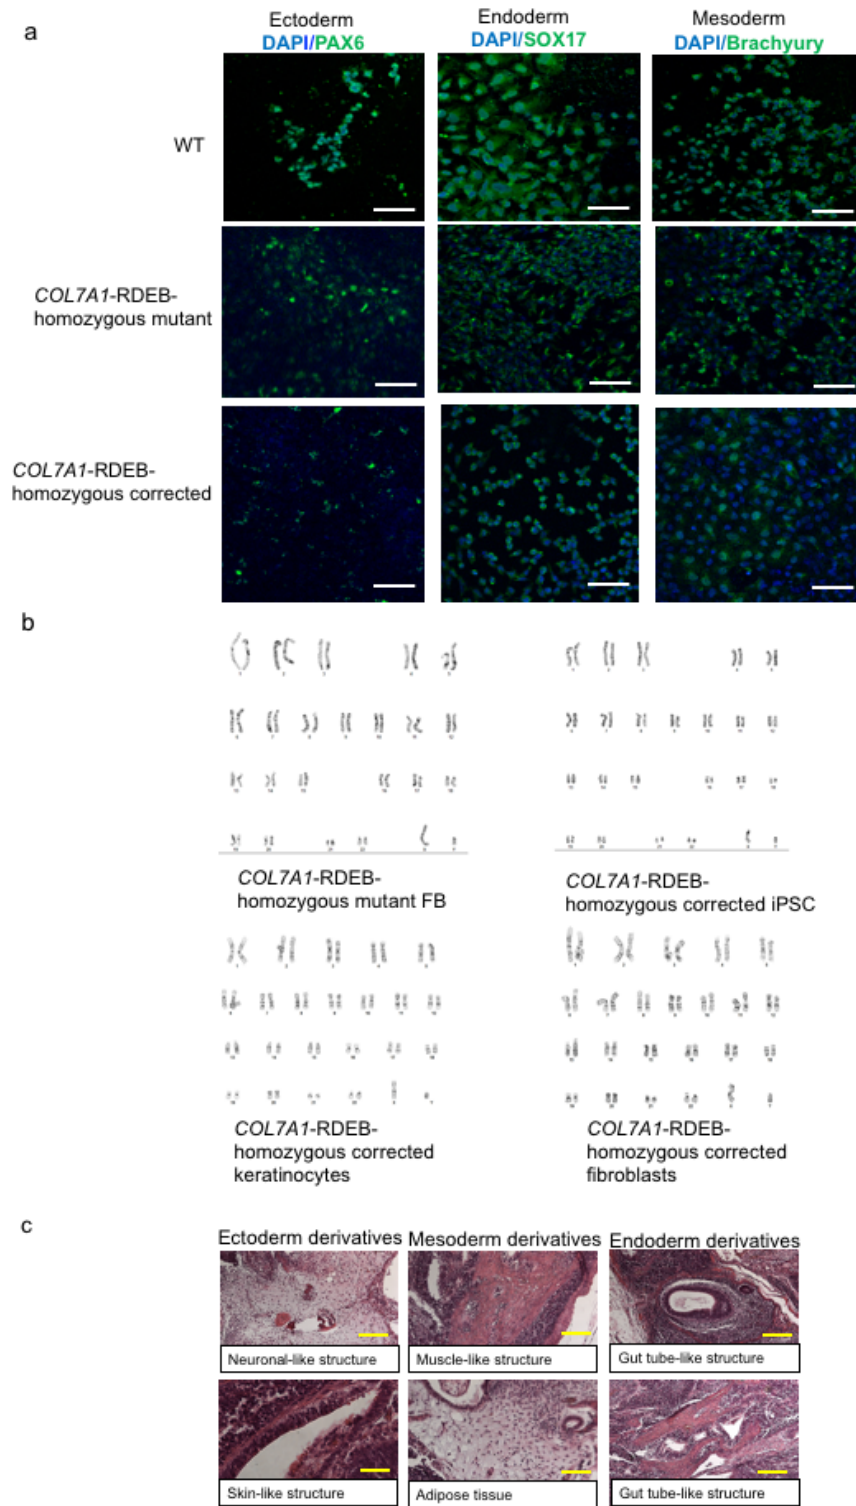 a
Ectoderm
DAPI/PAX6
Endoderm
DAPI/SOX17
Mesoderm
DAPI/Brachyury
WT
COL7A1-RDEB-
homozygous mutant
COL7A1-RDEB-
homozygous corrected
b
COL7A1-RDEB-
homozygous mutant FB
COL7A1-RDEB-
homozygous corrected iPSC
COL7A1-RDEB-
homozygous corrected
keratinocytes
COL7A1-RDEB-
homozygous corrected
fibroblasts
c
Ectoderm derivatives
Mesoderm derivatives
Endoderm derivatives
Neuronal-like structure
Muscle-like structure
Gut tube-like structure
Skin-like structure
Adipose tissue
Gut tube-like structure